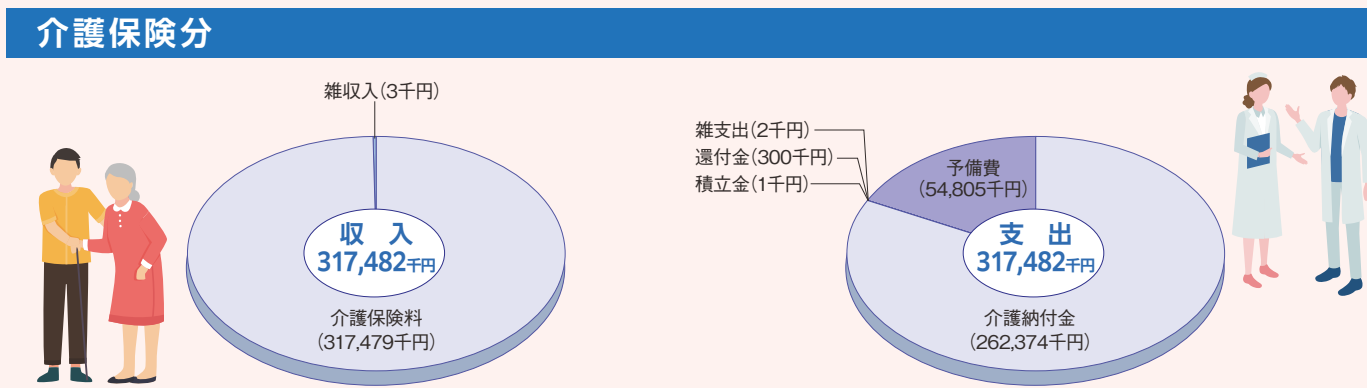 介護保険分
雑収入(3千円)
収 入
317,482千円
介護保険料
(317,479千円)
雑支出(2千円)
還付金(300千円)
積立金(1千円)
予備費
(54,805千円)
支 出
317,482千円
介護納付金
(262,374千円)